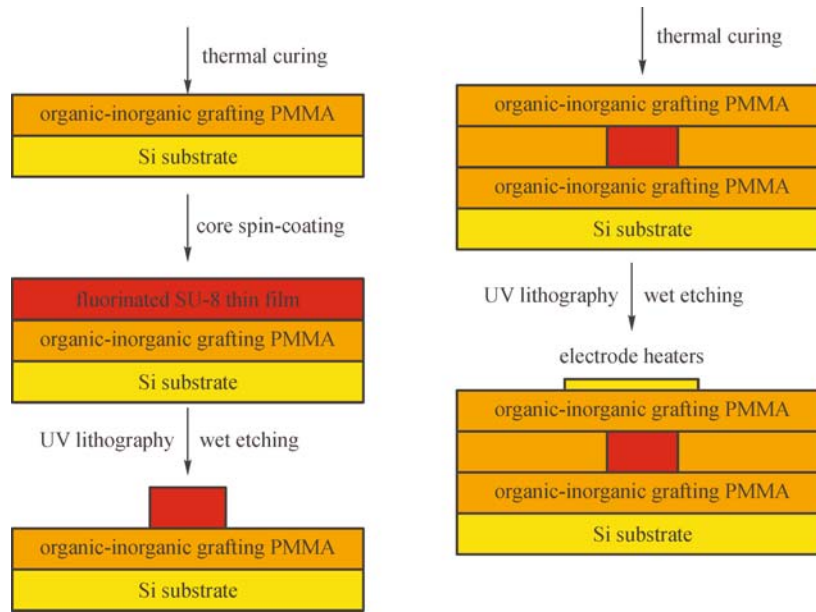 thermal curing
organic-inorganic grafting PMMA
Si substrate
core spin-coating
fluorinated SU-8 thin film
organic-inorganic grafting PMMA
Si substrate
UV lithography wet etching
organic-inorganic grafting PMMA
Si substrate
thermal curing
organic-inorganic grafting PMMA
organic-inorganic grafting PMMA
Si substrate
UV lithography wet etching
electrode heaters
organic-inorganic grafting PMMA
organic-inorganic grafting PMMA
Si substrate